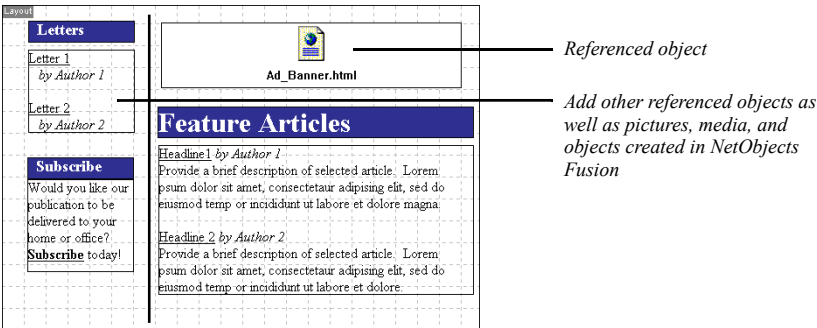 Layout
Letters
Letter 1
by Author 1
Letter 2
by Author 2
Subscribe
Would you like our
publication to be
delivered to your
home or office?
Subscribe today!
Ad_Banner.html
Feature Articles
Headline1 by Author 1
Provide a brief description of selected article. Lorem
psum dolor sit amet, consectetaur adipising elit, sed do
eiusmod temp or incididunt ut labore et dolore magna.
Headline 2 by Author 2
Provide a brief description of selected article. Lorem
psum dolor sit amet, consectetaur adipising elit, sed do
eiusmod temp or incididunt ut labore et dolore.
Referenced object
Add other referenced objects as
well as pictures, media, and
objects created in NetObjects
Fusion